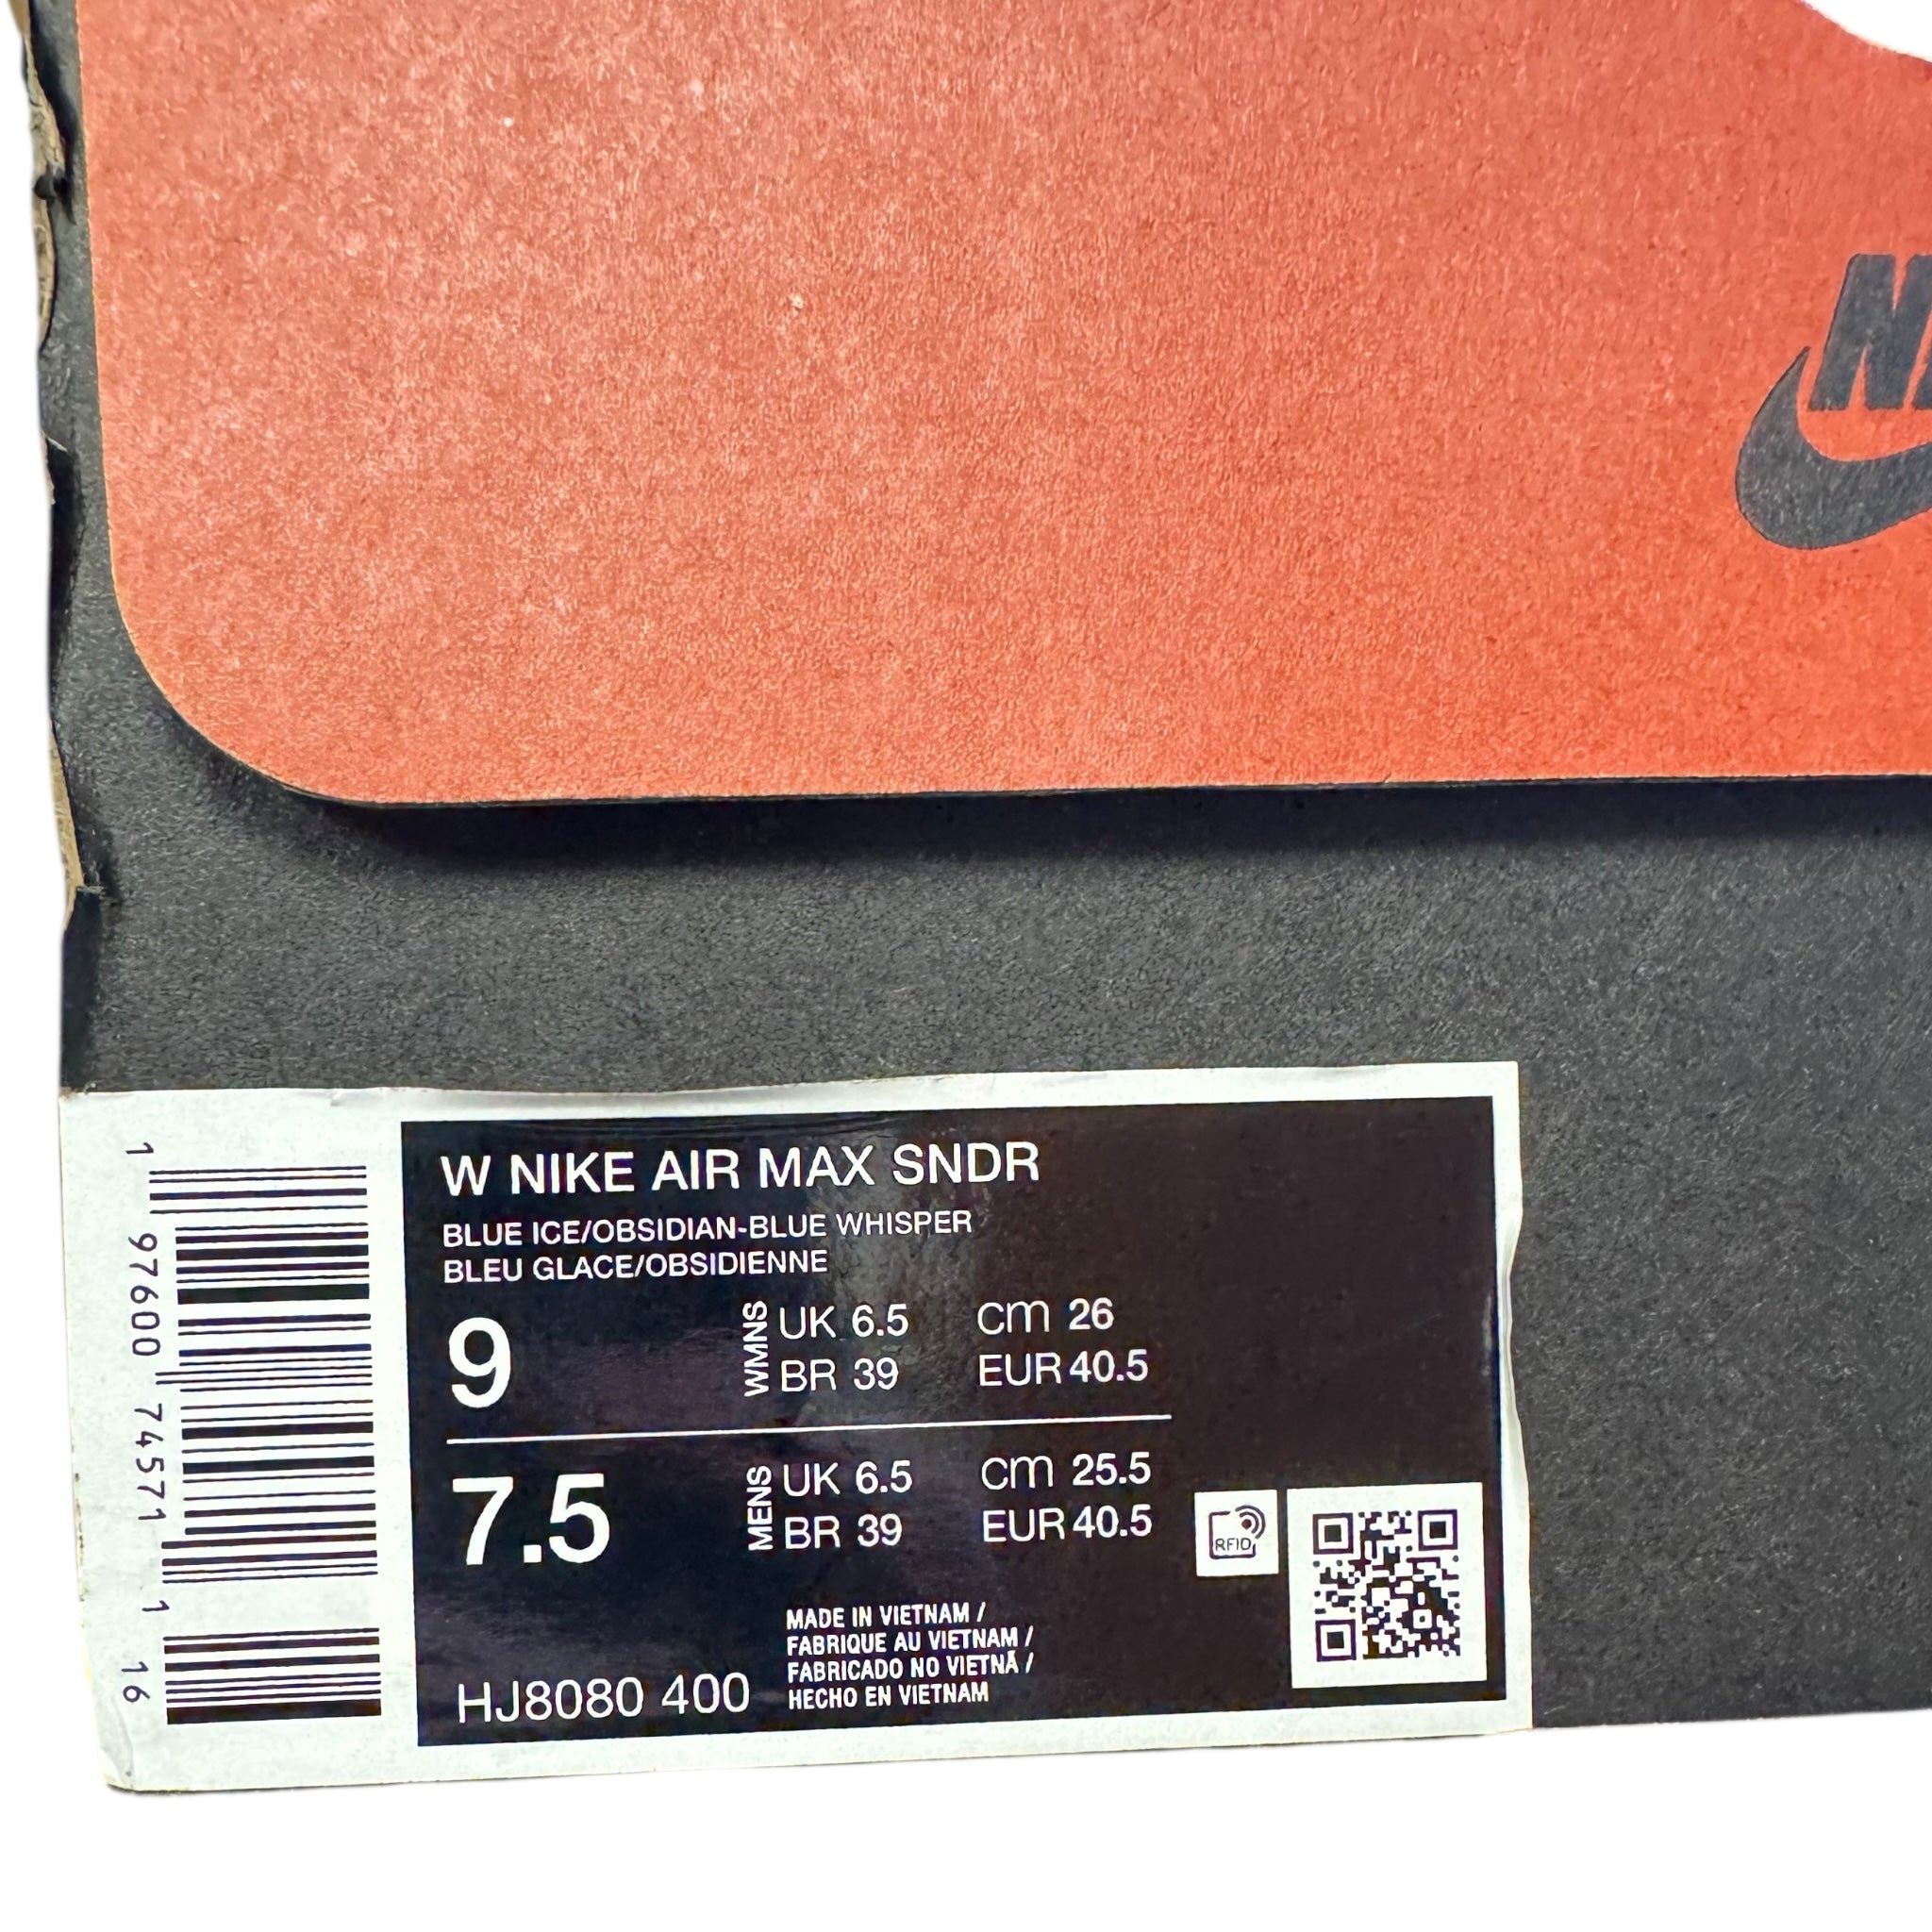 W NIKE AIR MAX SNDR
BLUE ICE/OBSIDIAN-BLUE WHISPER
BLEU GLACE/OBSIDIENNE
9 WMNS UK 6.5 cm 26
BR 39 EUR 40.5
7.5 MENS UK 6.5 cm 25.5
BR 39 EUR 40.5
RFID
MADE IN VIETNAM /
FABRIQUE AU VIETNAM /
FABRICADO NO VIETNÃ /
HECHO EN VIETNAM
HJ8080 400
1 97600 74571 1 16